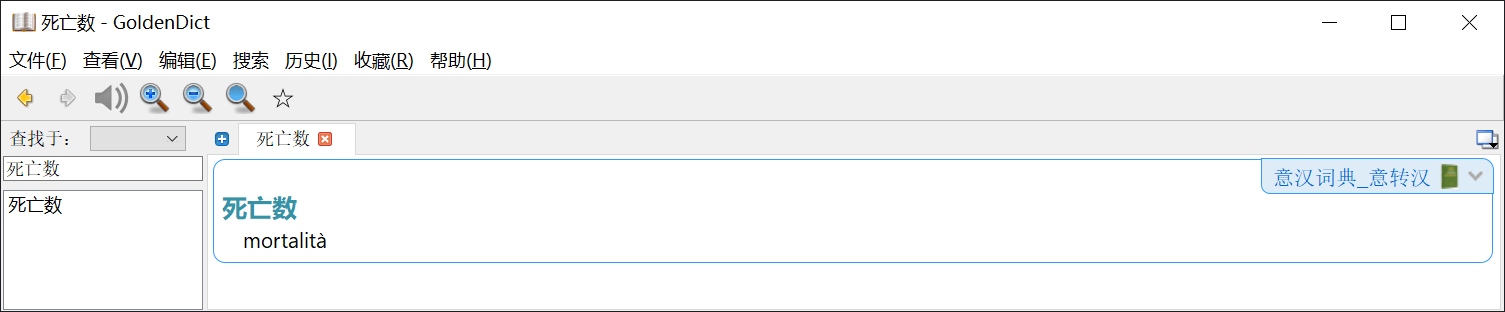 死亡数 - GoldenDict
文件(F) 查看(V) 编辑(E) 搜索 历史(I) 收藏(R) 帮助(H)
查找于： 死亡数
死亡数
死亡数
意汉词典_意转汉
死亡数
mortalità